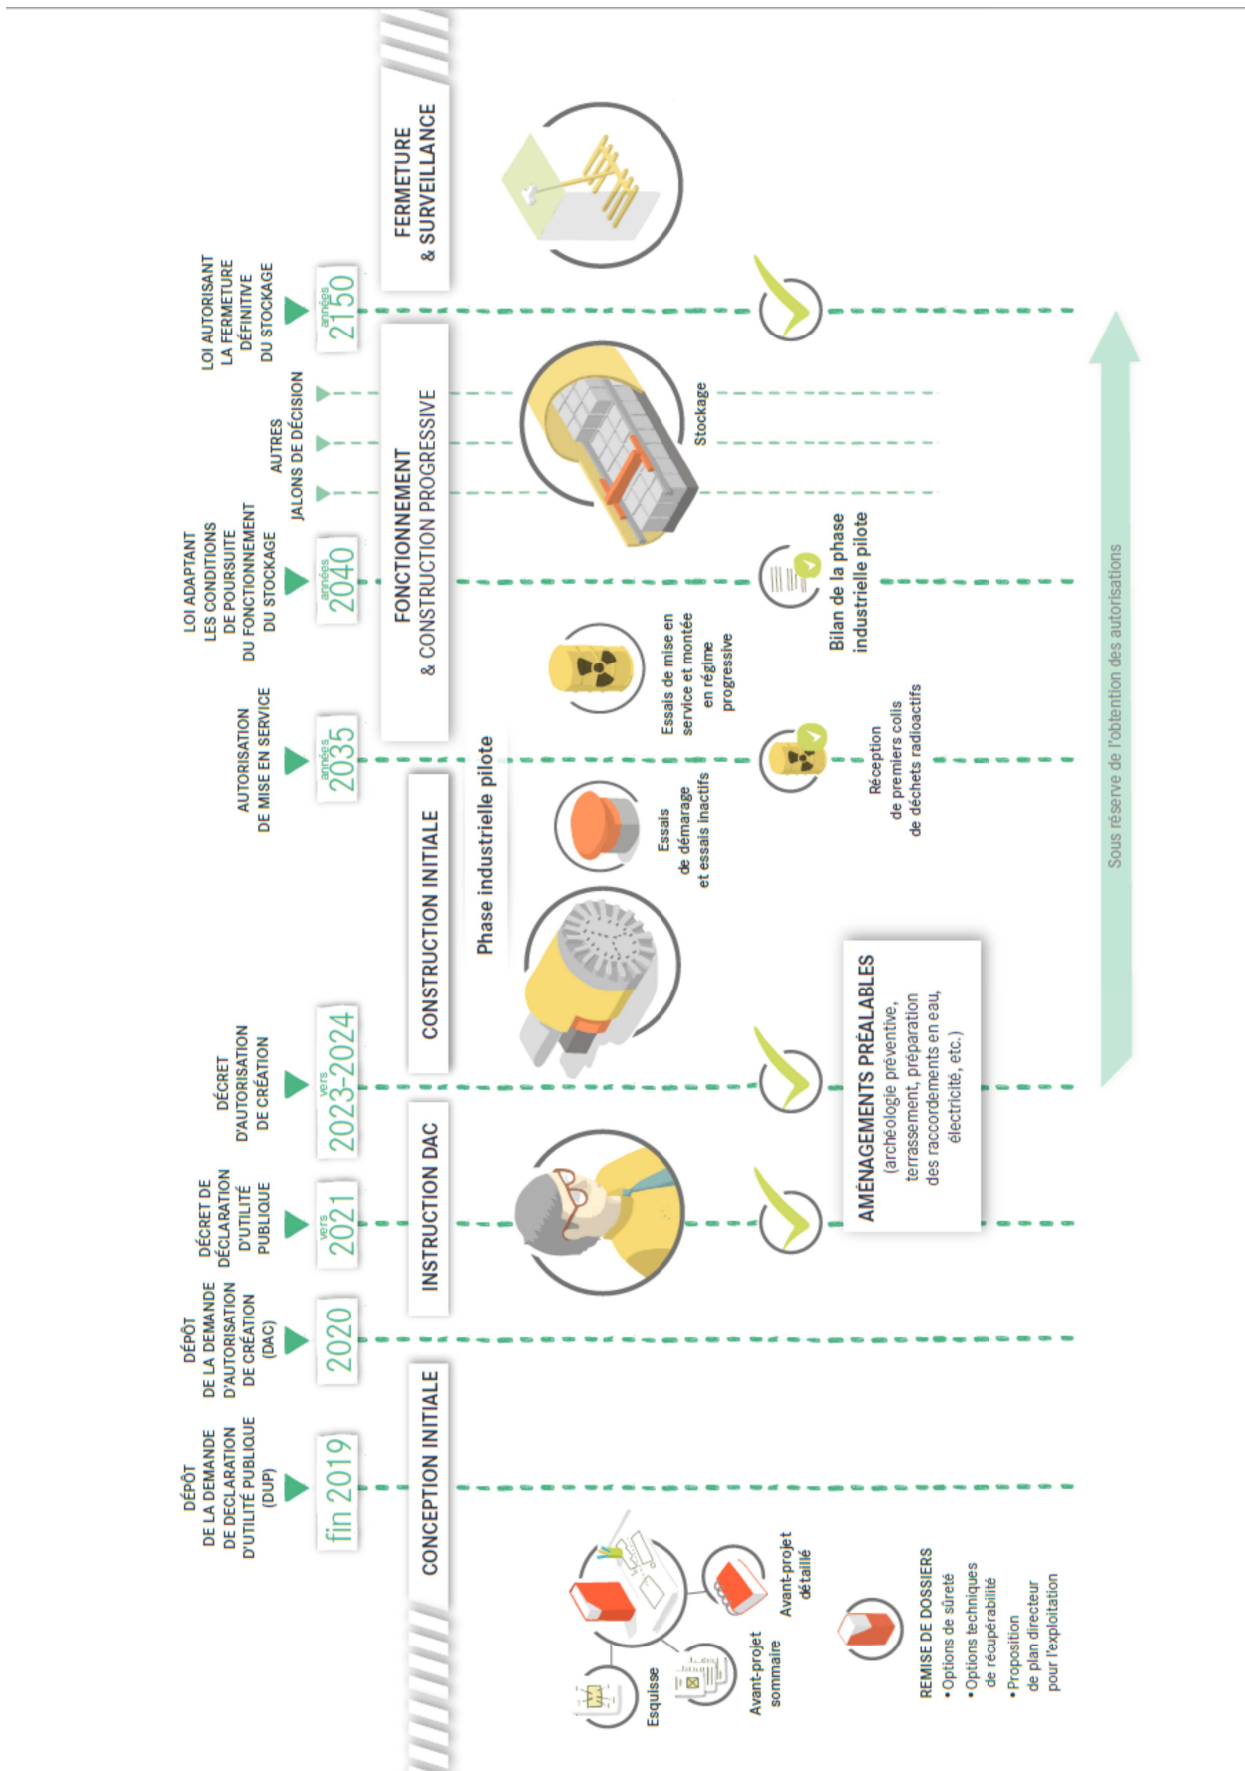 DÉPÔT
DE LA DEMANDE
DE DECLARATION
D'UTILITÉ PUBLIQUE
(DUP)
fin 2019
DÉPÔT
DE LA DEMANDE
D'AUTORISATION
DE CRÉATION
(DAC)
2020
DÉCRET DE
DÉCLARATION
D'UTILITÉ
PUBLIQUE
vers
2021
DÉCRET
D'AUTORISATION
DE CRÉATION
vers
2023-2024
AUTORISATION
DE MISE EN SERVICE
années
2035
LOI ADAPTANT
LES CONDITIONS
DE POURSUITE
DU FONCTIONNEMENT
DU STOCKAGE
années
2040
AUTRES
JALONS DE DÉCISION
LOI AUTORISANT
LA FERMETURE
DÉFINITIVE
DU STOCKAGE
années
2150
CONCEPTION INITIALE
INSTRUCTION DAC
CONSTRUCTION INITIALE
FONCTIONNEMENT
& CONSTRUCTION PROGRESSIVE
FERMETURE
& SURVEILLANCE
Phase industrielle pilote
Esquisse
Avant-projet
sommaire
Avant-projet
détaillé
Essais
de démarage
et essais inactifs
Essais de mise en
service et montée
en régime
progressive
Stockage
REMISE DE DOSSIERS
• Options de sûreté
• Options techniques
de récupérabilité
• Proposition
de plan directeur
pour l'exploitation
AMÉNAGEMENTS PRÉALABLES
(archéologie préventive,
terrassement, préparation
des raccordements en eau,
électricité, etc.)
Réception
de premiers colis
de déchets radioactifs
Bilan de la phase
industrielle pilote
Sous réserve de l'obtention des autorisations